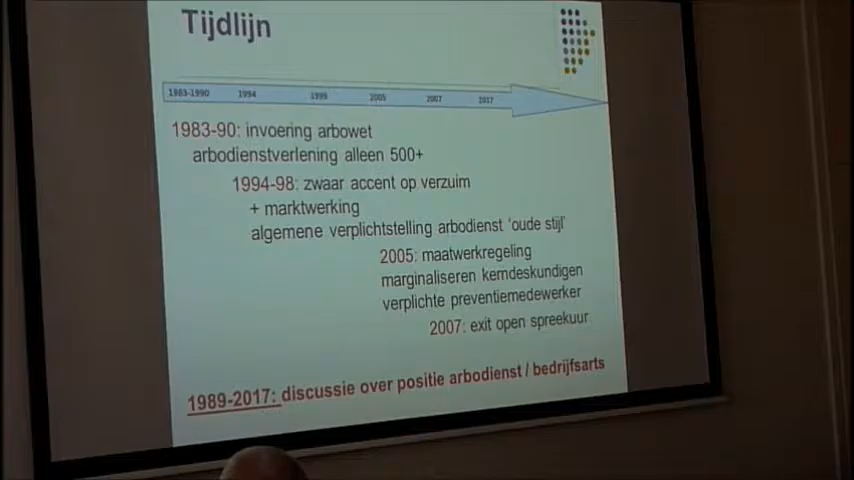 Tijdlijn
1983-1990 1994 1999 2005 2007 2017
1983-90: invoering arbowet
arbodienstverlening alleen 500+
1994-98: zwaar accent op verzuim
+ marktwerking
algemene verplichtstelling arbodienst 'oude stijl'
2005: maatwerkregeling
marginaliseren kerndeskundigen
verplichte preventiemedewerker
2007: exit open spreekuur
1989-2017: discussie over positie arbodienst / bedrijfsarts